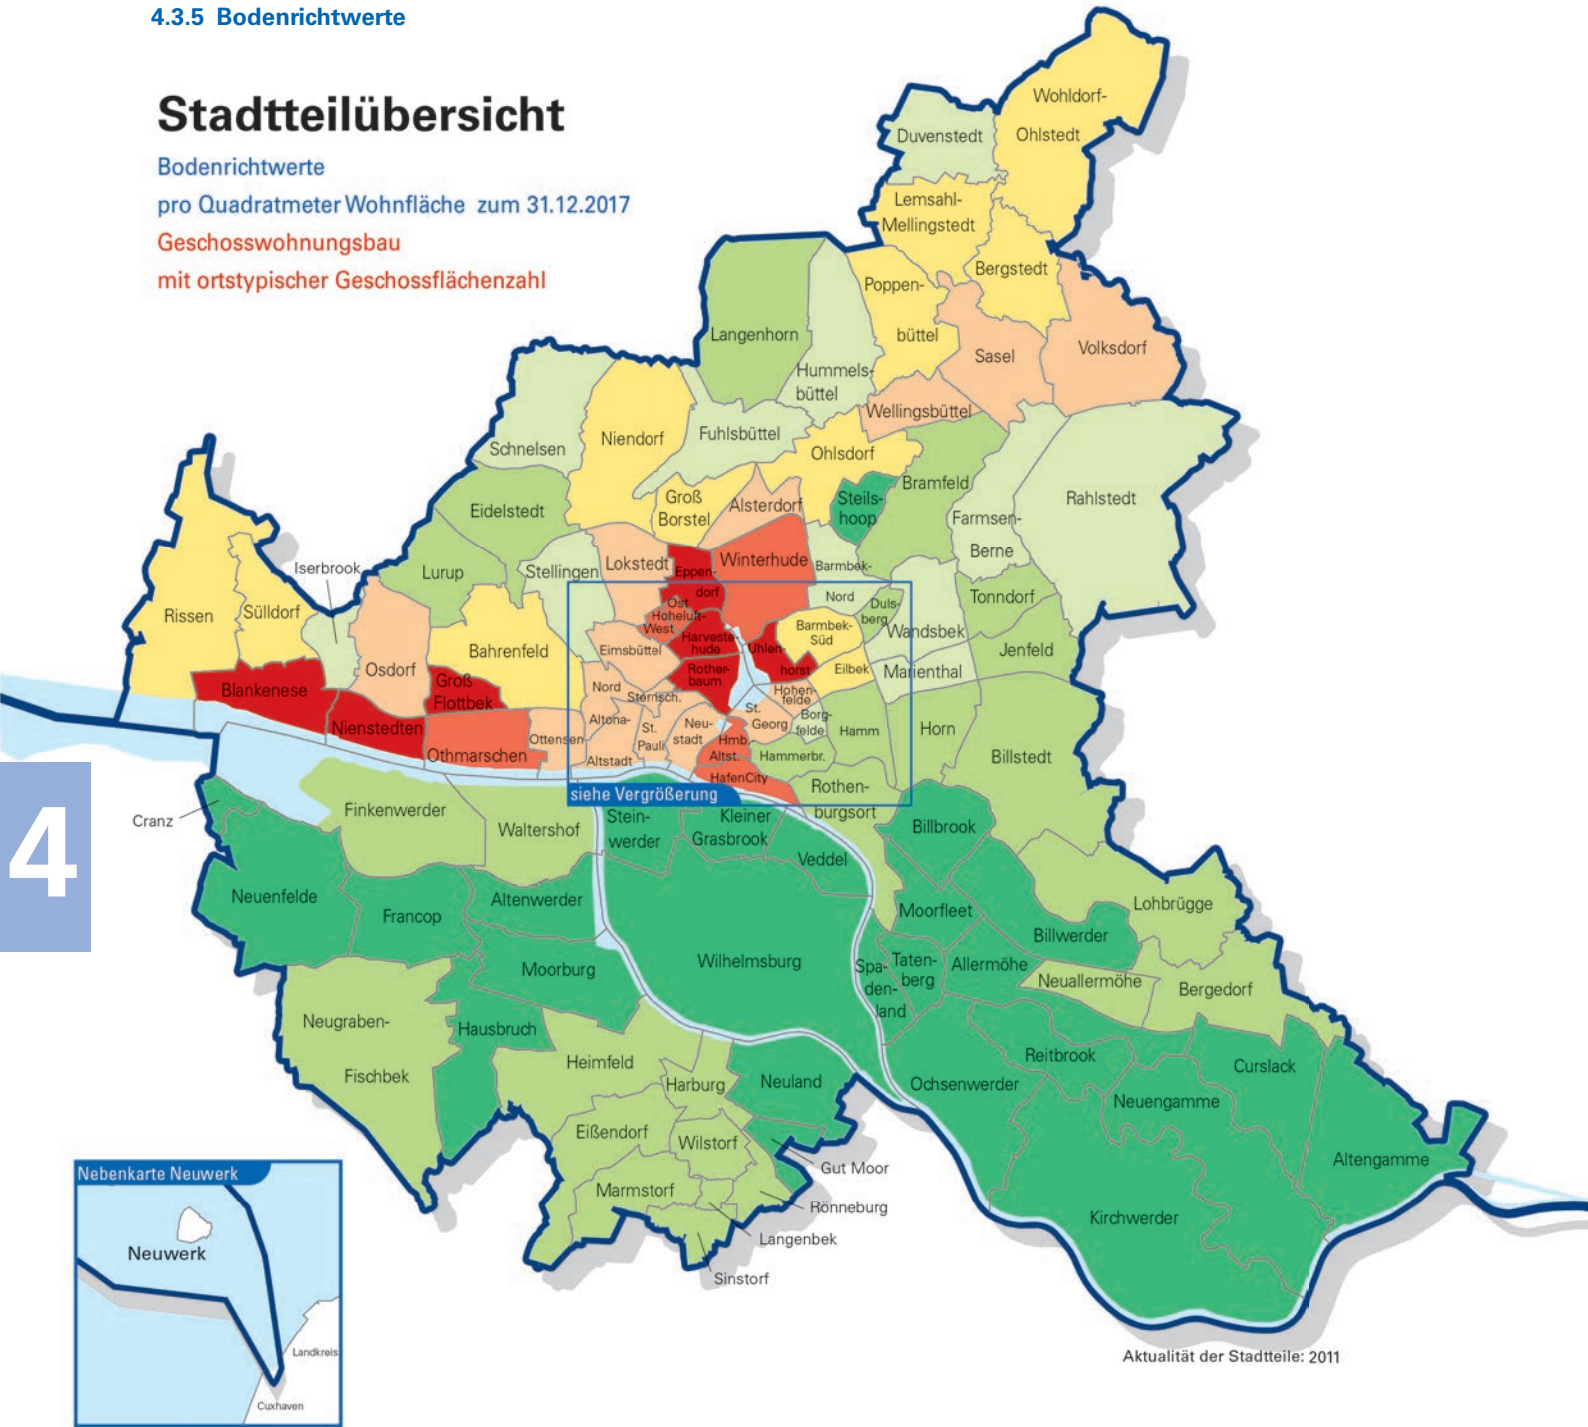 4.3.5 Bodenrichtwerte
Stadtteilübersicht
Bodenrichtwerte
pro Quadratmeter Wohnfläche zum 31.12.2017
Geschosswohnungsbau
mit ortstypischer Geschossflächenzahl
Wohldorf-
Ohlstedt
Duvenstedt
Lemsahl-
Mellingstedt
Bergstedt
Poppen-
büttel
Langenhorn
Hummels-
büttel
Sasel
Volksdorf
Wellingsbüttel
Schnelsen
Niendorf
Fuhlsbüttel
Ohlsdorf
Eidelstedt
Groß
Borstel
Alsterdorf
Steils-
hoop
Bramfeld
Rahlstedt
Farmsen-
Berne
Iserbrook
Lurup
Stellingen
Lokstedt
Winterhude
Barmbek-
Nord
Eppen-
dorf
Ost
Hoheluft-
West
Rissen
Sülldorf
Osdorf
Bahrenfeld
Eimsbüttel
Harveste-
hude
Uhlen-
horst
Barmbek-
Süd
Duls-
berg
Wandsbek
Tonndorf
Jenfeld
Marienthal
Eilbek
Rother-
baum
Blankenese
Nienstedten
Groß
Flottbek
Othmarschen
Ottensen
Nord
Altona-
Altstadt
Sternsch.
St.
Pauli
Neu-
stadt
Hmb.-
Altst.
HafenCity
St.
Georg
Hohen-
felde
Borg-
felde
Hamm
Horn
Hammerbr.
Billstedt
Rothen-
burgsort
siehe Vergrößerung
Cranz
Finkenwerder
Waltershof
Stein-
werder
Kleiner
Grasbrook
Veddel
Billbrook
4
Neuenfelde
Francop
Altenwerder
Moorfleet
Lohbrügge
Billwerder
Moorburg
Wilhelmsburg
Spa-
den-
land
Taten-
berg
Allermöhe
Neuallermöhe
Bergedorf
Neugraben-
Fischbek
Hausbruch
Heimfeld
Harburg
Neuland
Reitbrook
Curslack
Ochsenwerder
Neuengamme
Eißendorf
Wilstorf
Gut Moor
Altengamme
Marmstorf
Rönneburg
Langenbek
Sinstorf
Kirchwerder
Nebenkarte Neuwerk
Neuwerk
Landkreis
Cuxhaven
Aktualität der Stadtteile: 2011